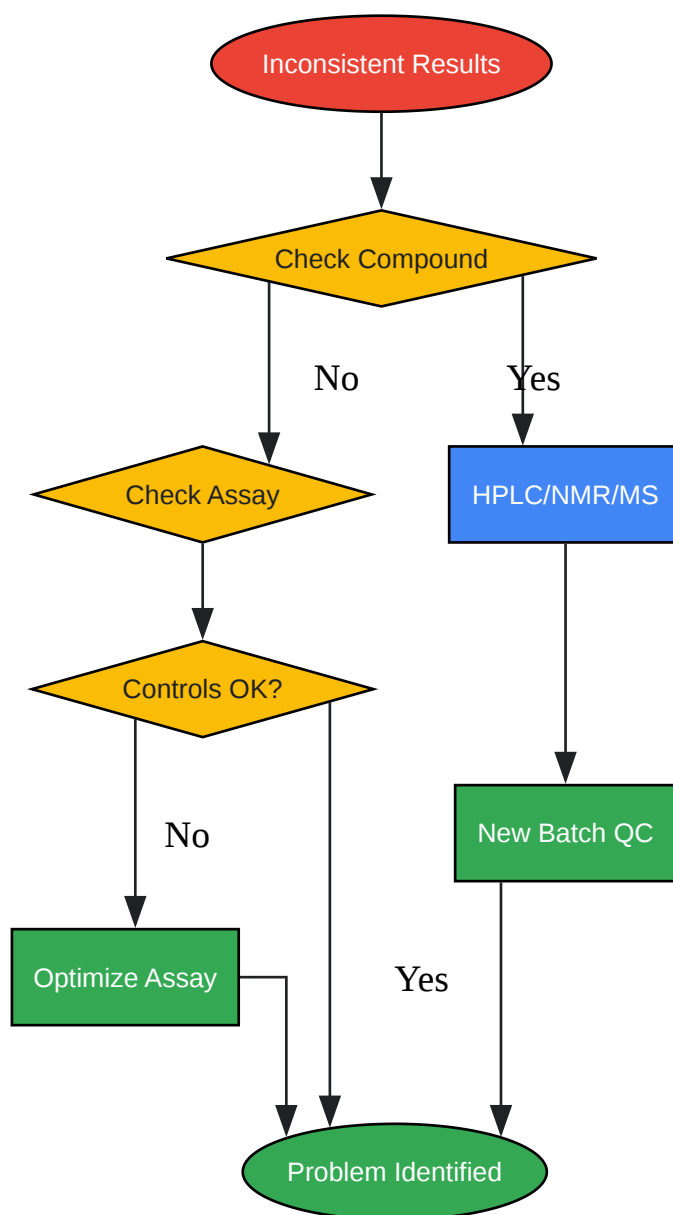 Inconsistent Results
Check Compound
No
Yes
Check Assay
HPLC/NMR/MS
Controls OK?
No
New Batch QC
Optimize Assay
Yes
Problem Identified